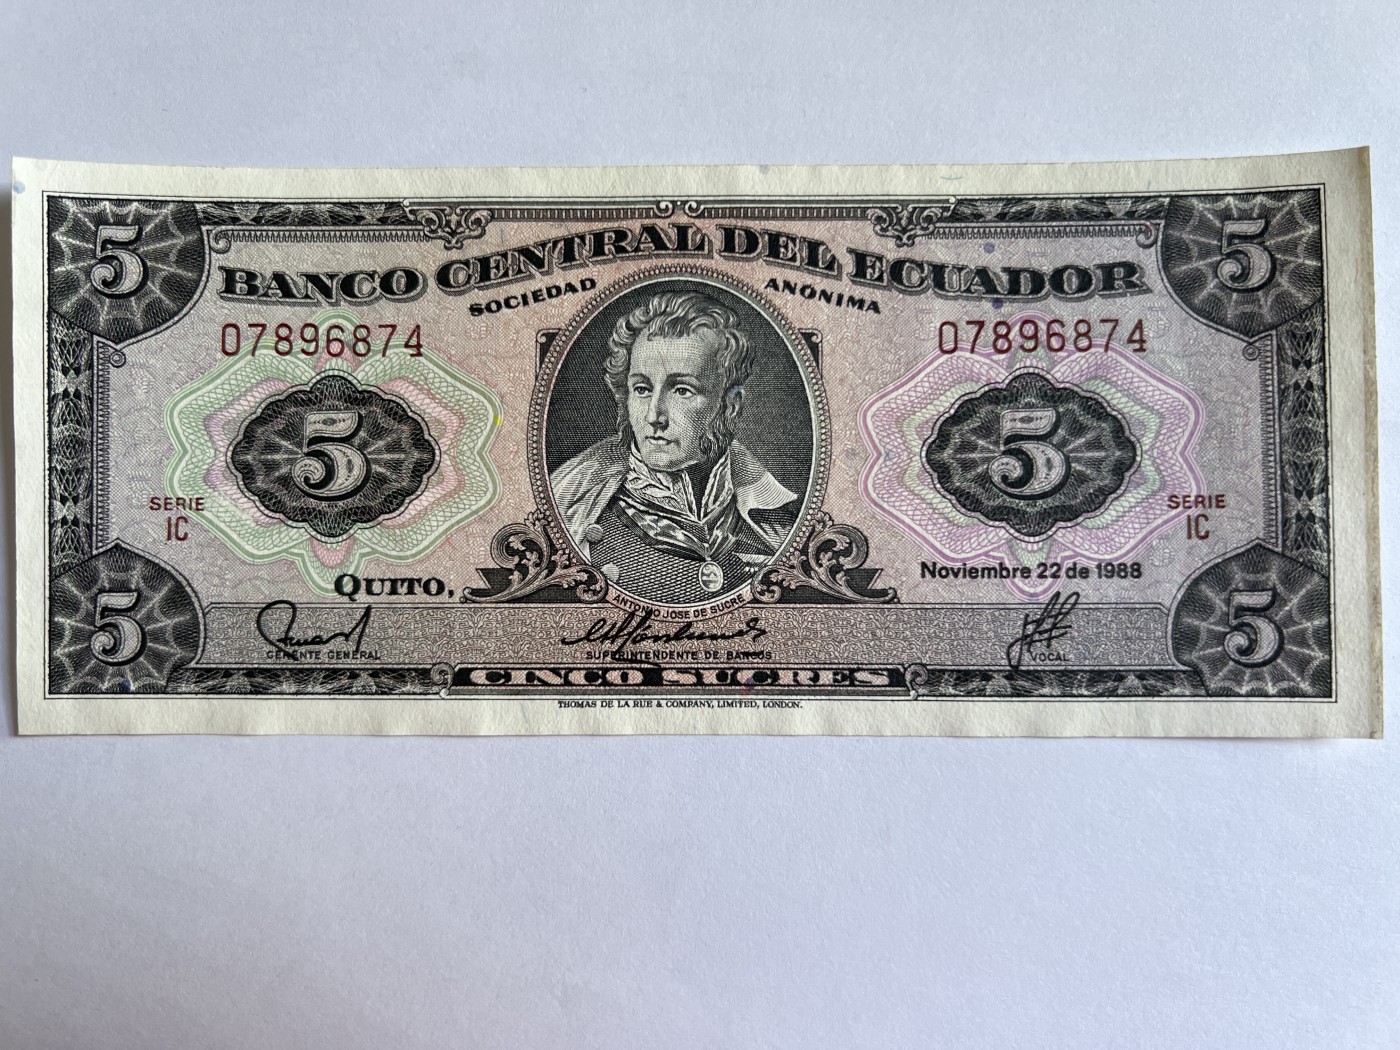 5 5
BANCO CENTRAL DEL ECUADOR
SOCIEDAD ANÓNIMA
07896874 07896874
5 5
SERIE IC SERIE IC
QUITO, Noviembre 22 de 1988
ANTONIO JOSE DE SUCRE
5 5
GERENTE GENERAL SUPERINTENDENTE DE BANCOS VOCAL
CINCO SUCRES
THOMAS DE LA RUE & COMPANY, LIMITED, LONDON.